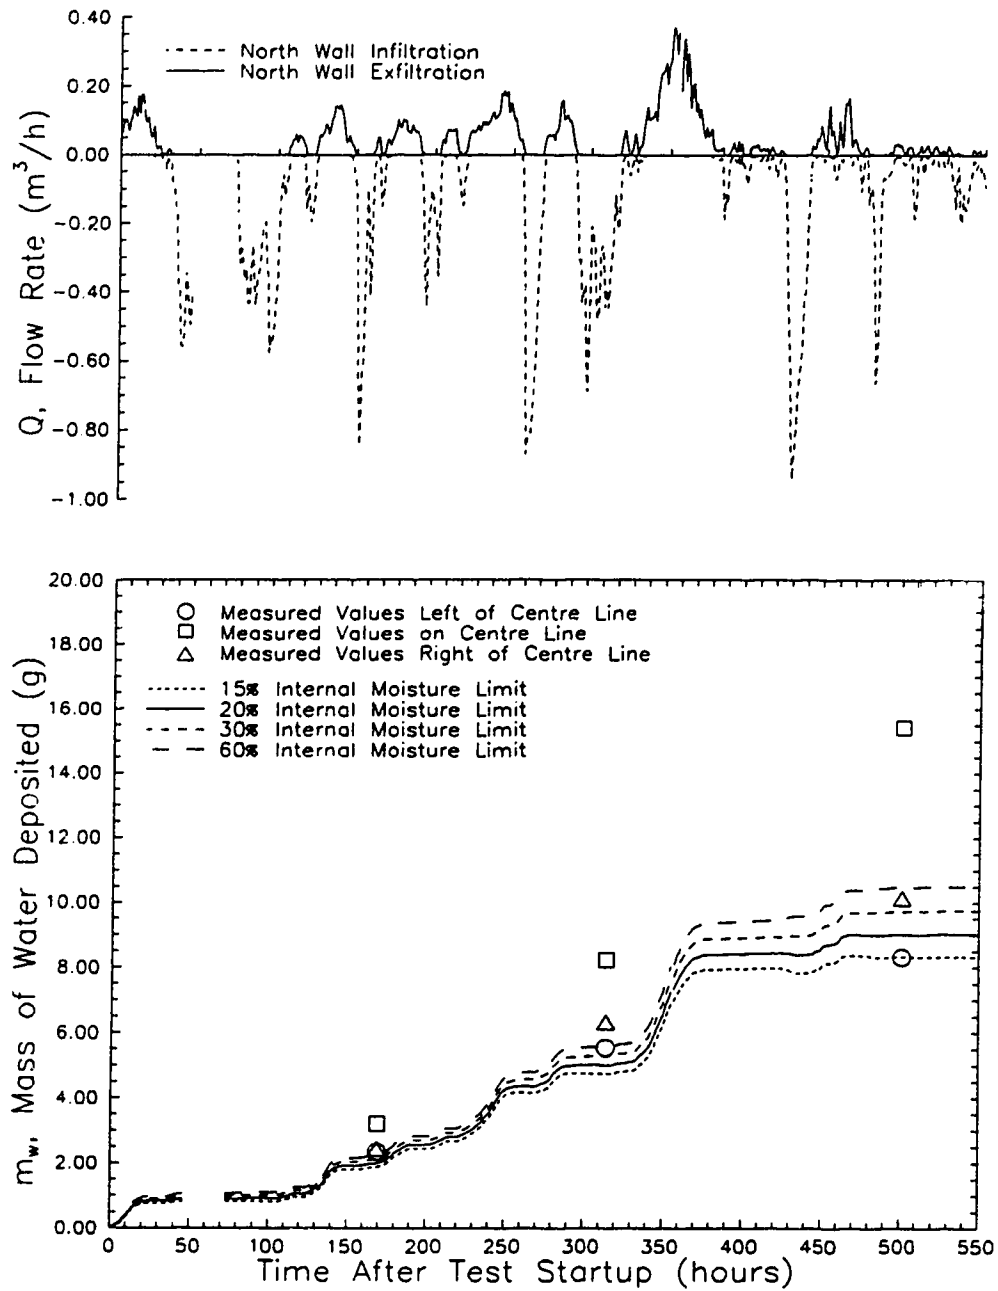 0.40
North Wall Infiltration
North Wall Exfiltration
0.20
0.00
-0.20
-0.40
-0.60
-0.80
-1.00
Q, Flow Rate (m³/h)
20.00
Measured Values Left of Centre Line
Measured Values on Centre Line
Measured Values Right of Centre Line
18.00
15% Internal Moisture Limit
20% Internal Moisture Limit
30% Internal Moisture Limit
60% Internal Moisture Limit
16.00
14.00
12.00
10.00
8.00
6.00
4.00
2.00
0.00
m_w, Mass of Water Deposited (g)
0 50 100 150 200 250 300 350 400 450 500 550
Time After Test Startup (hours)